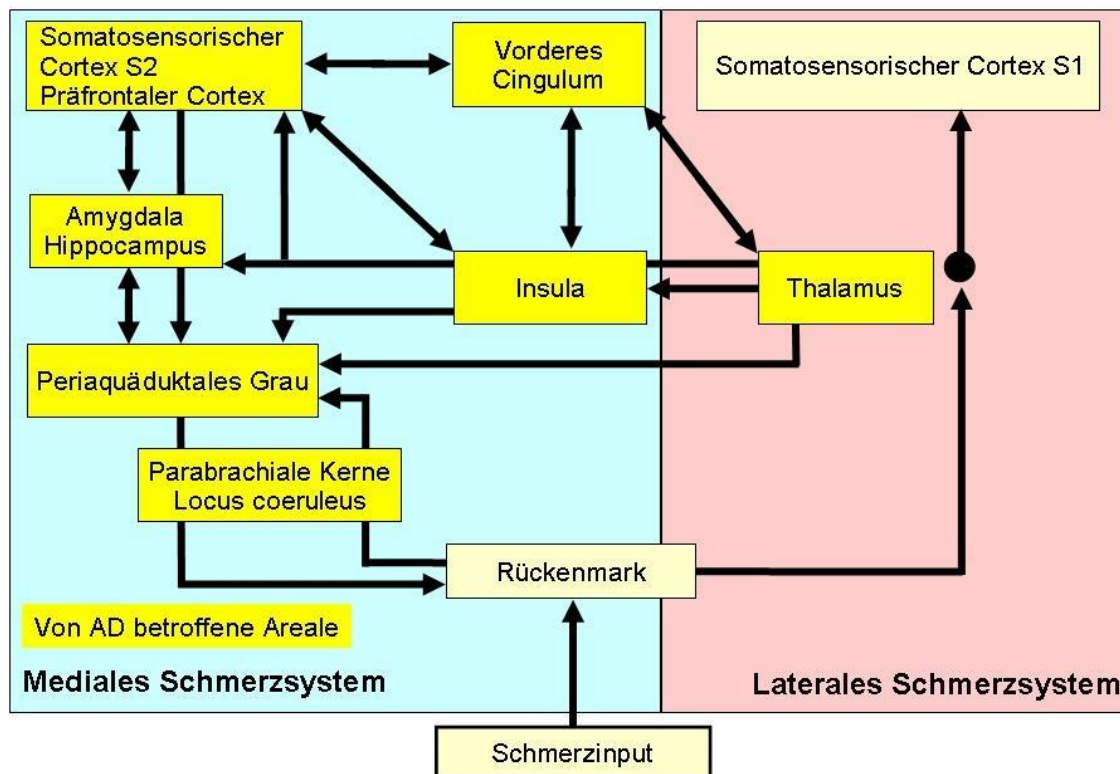 Somatosensorischer
Cortex S2
Präfrontaler Cortex
Vorderes
Cingulum
Somatosensorischer Cortex S1
Amygdala
Hippocampus
Insula
Thalamus
Periaquäduktales Grau
Parabrachiale Kerne
Locus coeruleus
Rückenmark
Von AD betroffene Areale
Mediales Schmerzsystem
Laterales Schmerzsystem
Schmerzinput